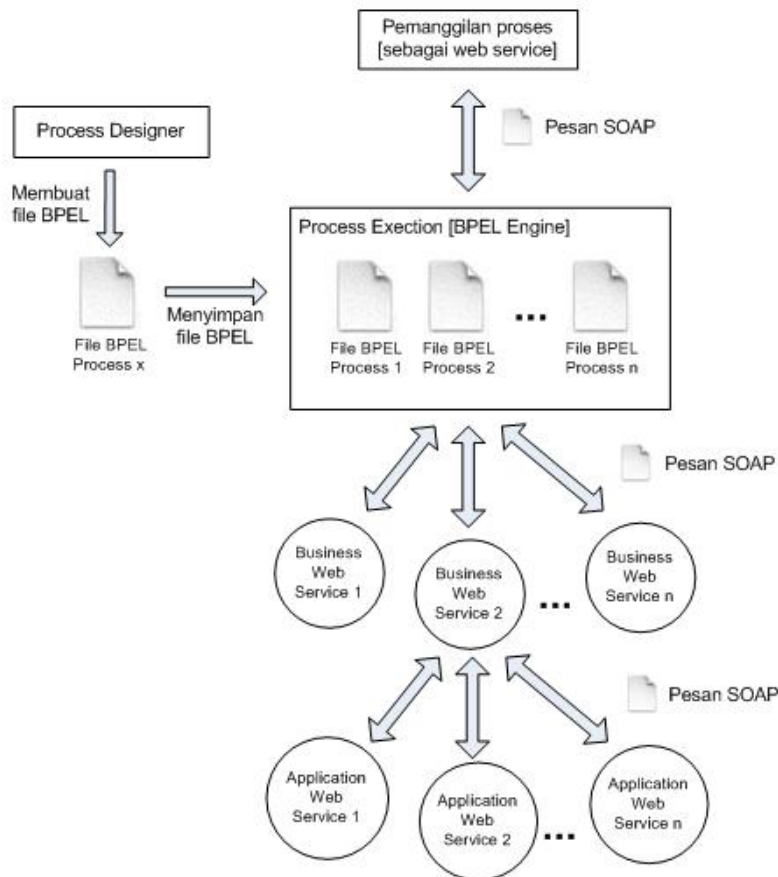 Pemanggilan proses
[sebagai web service]
Pesan SOAP
Process Designer
Membuat
file BPEL
Process Exection [BPEL Engine]
Menyimpan
file BPEL
File BPEL
Process x
File BPEL
Process 1
File BPEL
Process 2
...
File BPEL
Process n
Pesan SOAP
Business
Web
Service 1
Business
Web
Service 2
...
Business
Web
Service n
Pesan SOAP
Application
Web
Service 1
Application
Web
Service 2
...
Application
Web
Service n